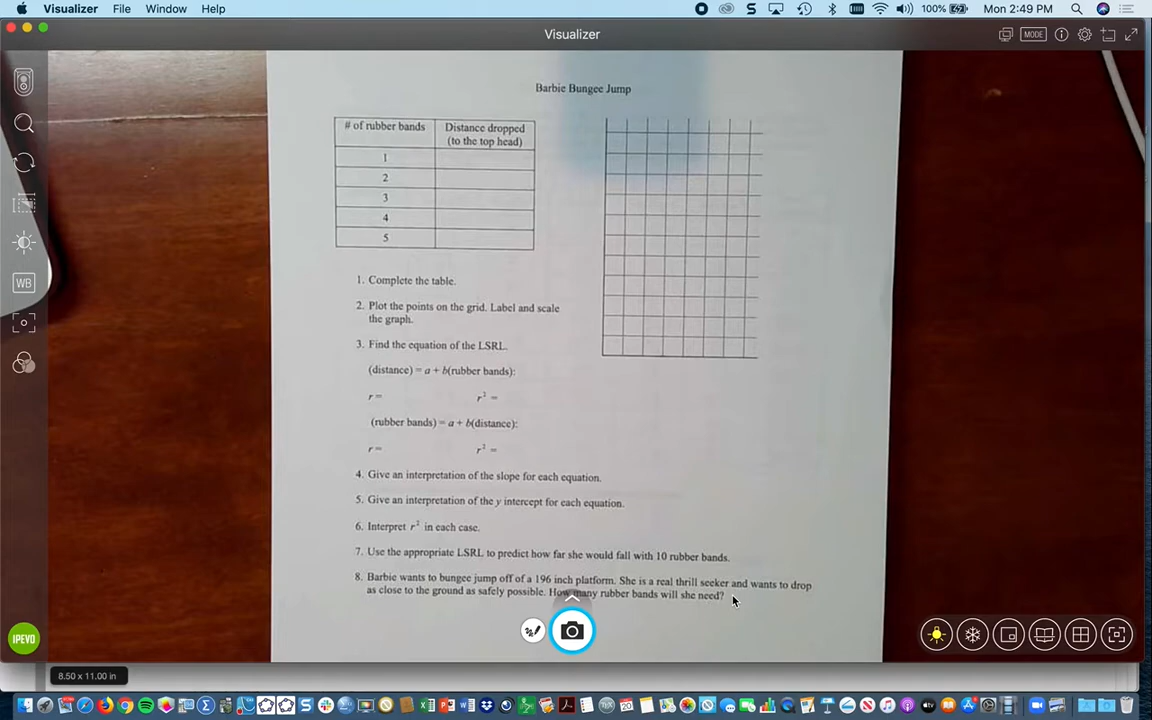 Visualizer File Window Help
100% Mon 2:49 PM
Visualizer
MODE
Barbie Bungee Jump
# of rubber bands Distance dropped
(to the top head)
1
2
3
4
5
1. Complete the table.
2. Plot the points on the grid. Label and scale
the graph.
3. Find the equation of the LSRL.
(distance) = a + b(rubber bands):
r = r² =
(rubber bands) = a + b(distance):
r = r² =
4. Give an interpretation of the slope for each equation.
5. Give an interpretation of the y intercept for each equation.
6. Interpret r² in each case.
7. Use the appropriate LSRL to predict how far she would fall with 10 rubber bands.
8. Barbie wants to bungee jump off of a 196 inch platform. She is a real thrill seeker and wants to drop
as close to the ground as safely possible. How many rubber bands will she need?
WB
IPEVO
8.50 x 11.00 in